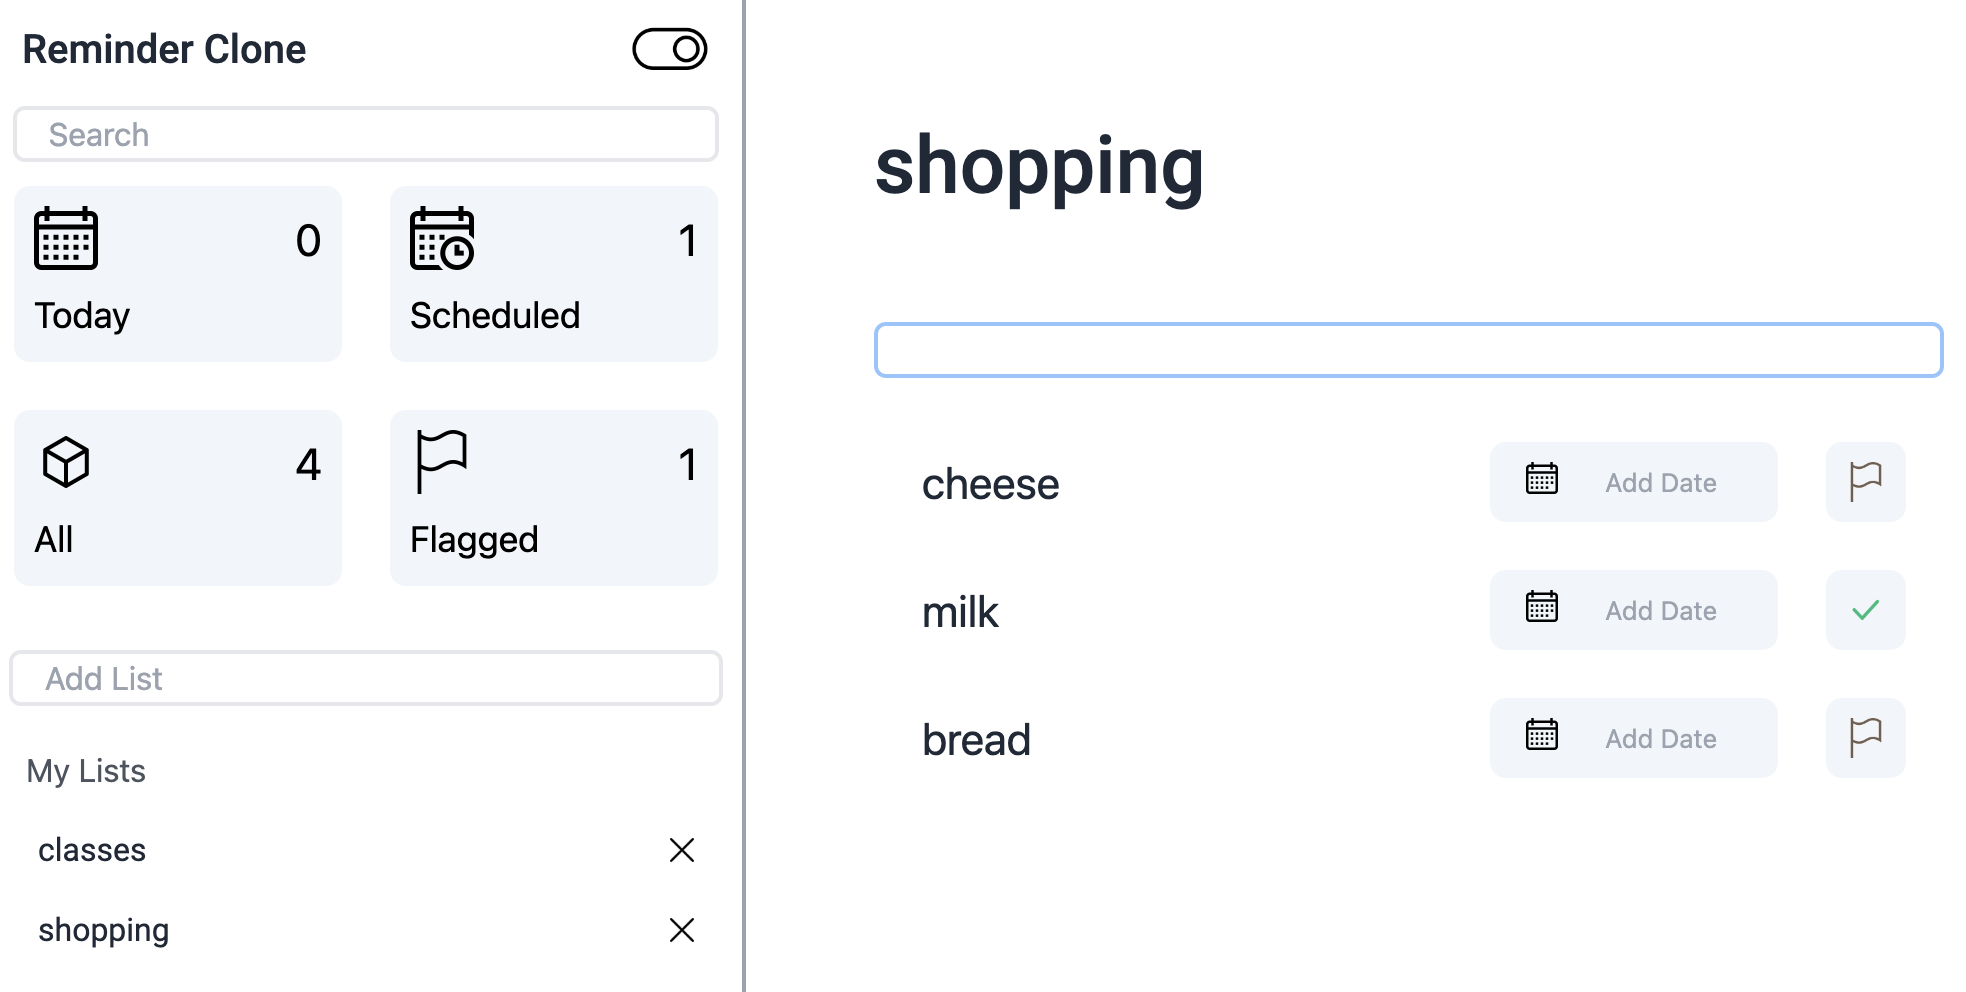 Reminder Clone
Search
0
Today
1
Scheduled
4
All
1
Flagged
Add List
My Lists
classes
shopping
shopping
cheese
Add Date
milk
Add Date
bread
Add Date